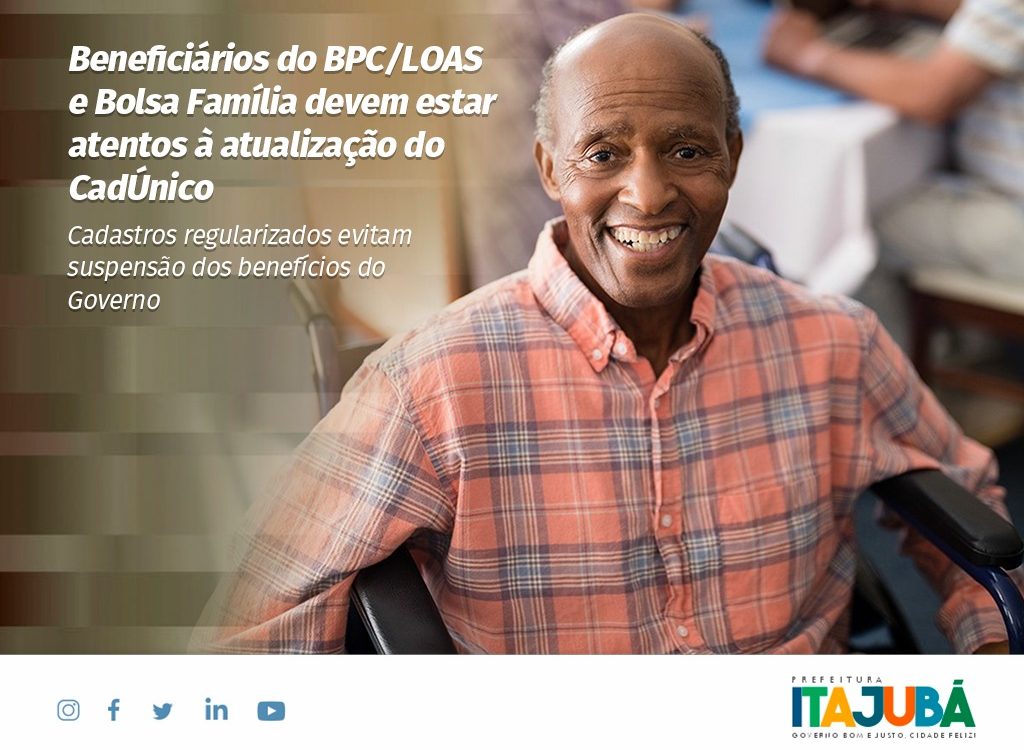 Beneficiários do BPC/LOAS
e Bolsa Família devem estar
atentos à atualização do
CadÚnico
Cadastros regularizados evitam
suspensão dos benefícios do
Governo
PREFEITURA
ITAJUBÁ
GOVERNO BOM E JUSTO, CIDADE FELIZ!